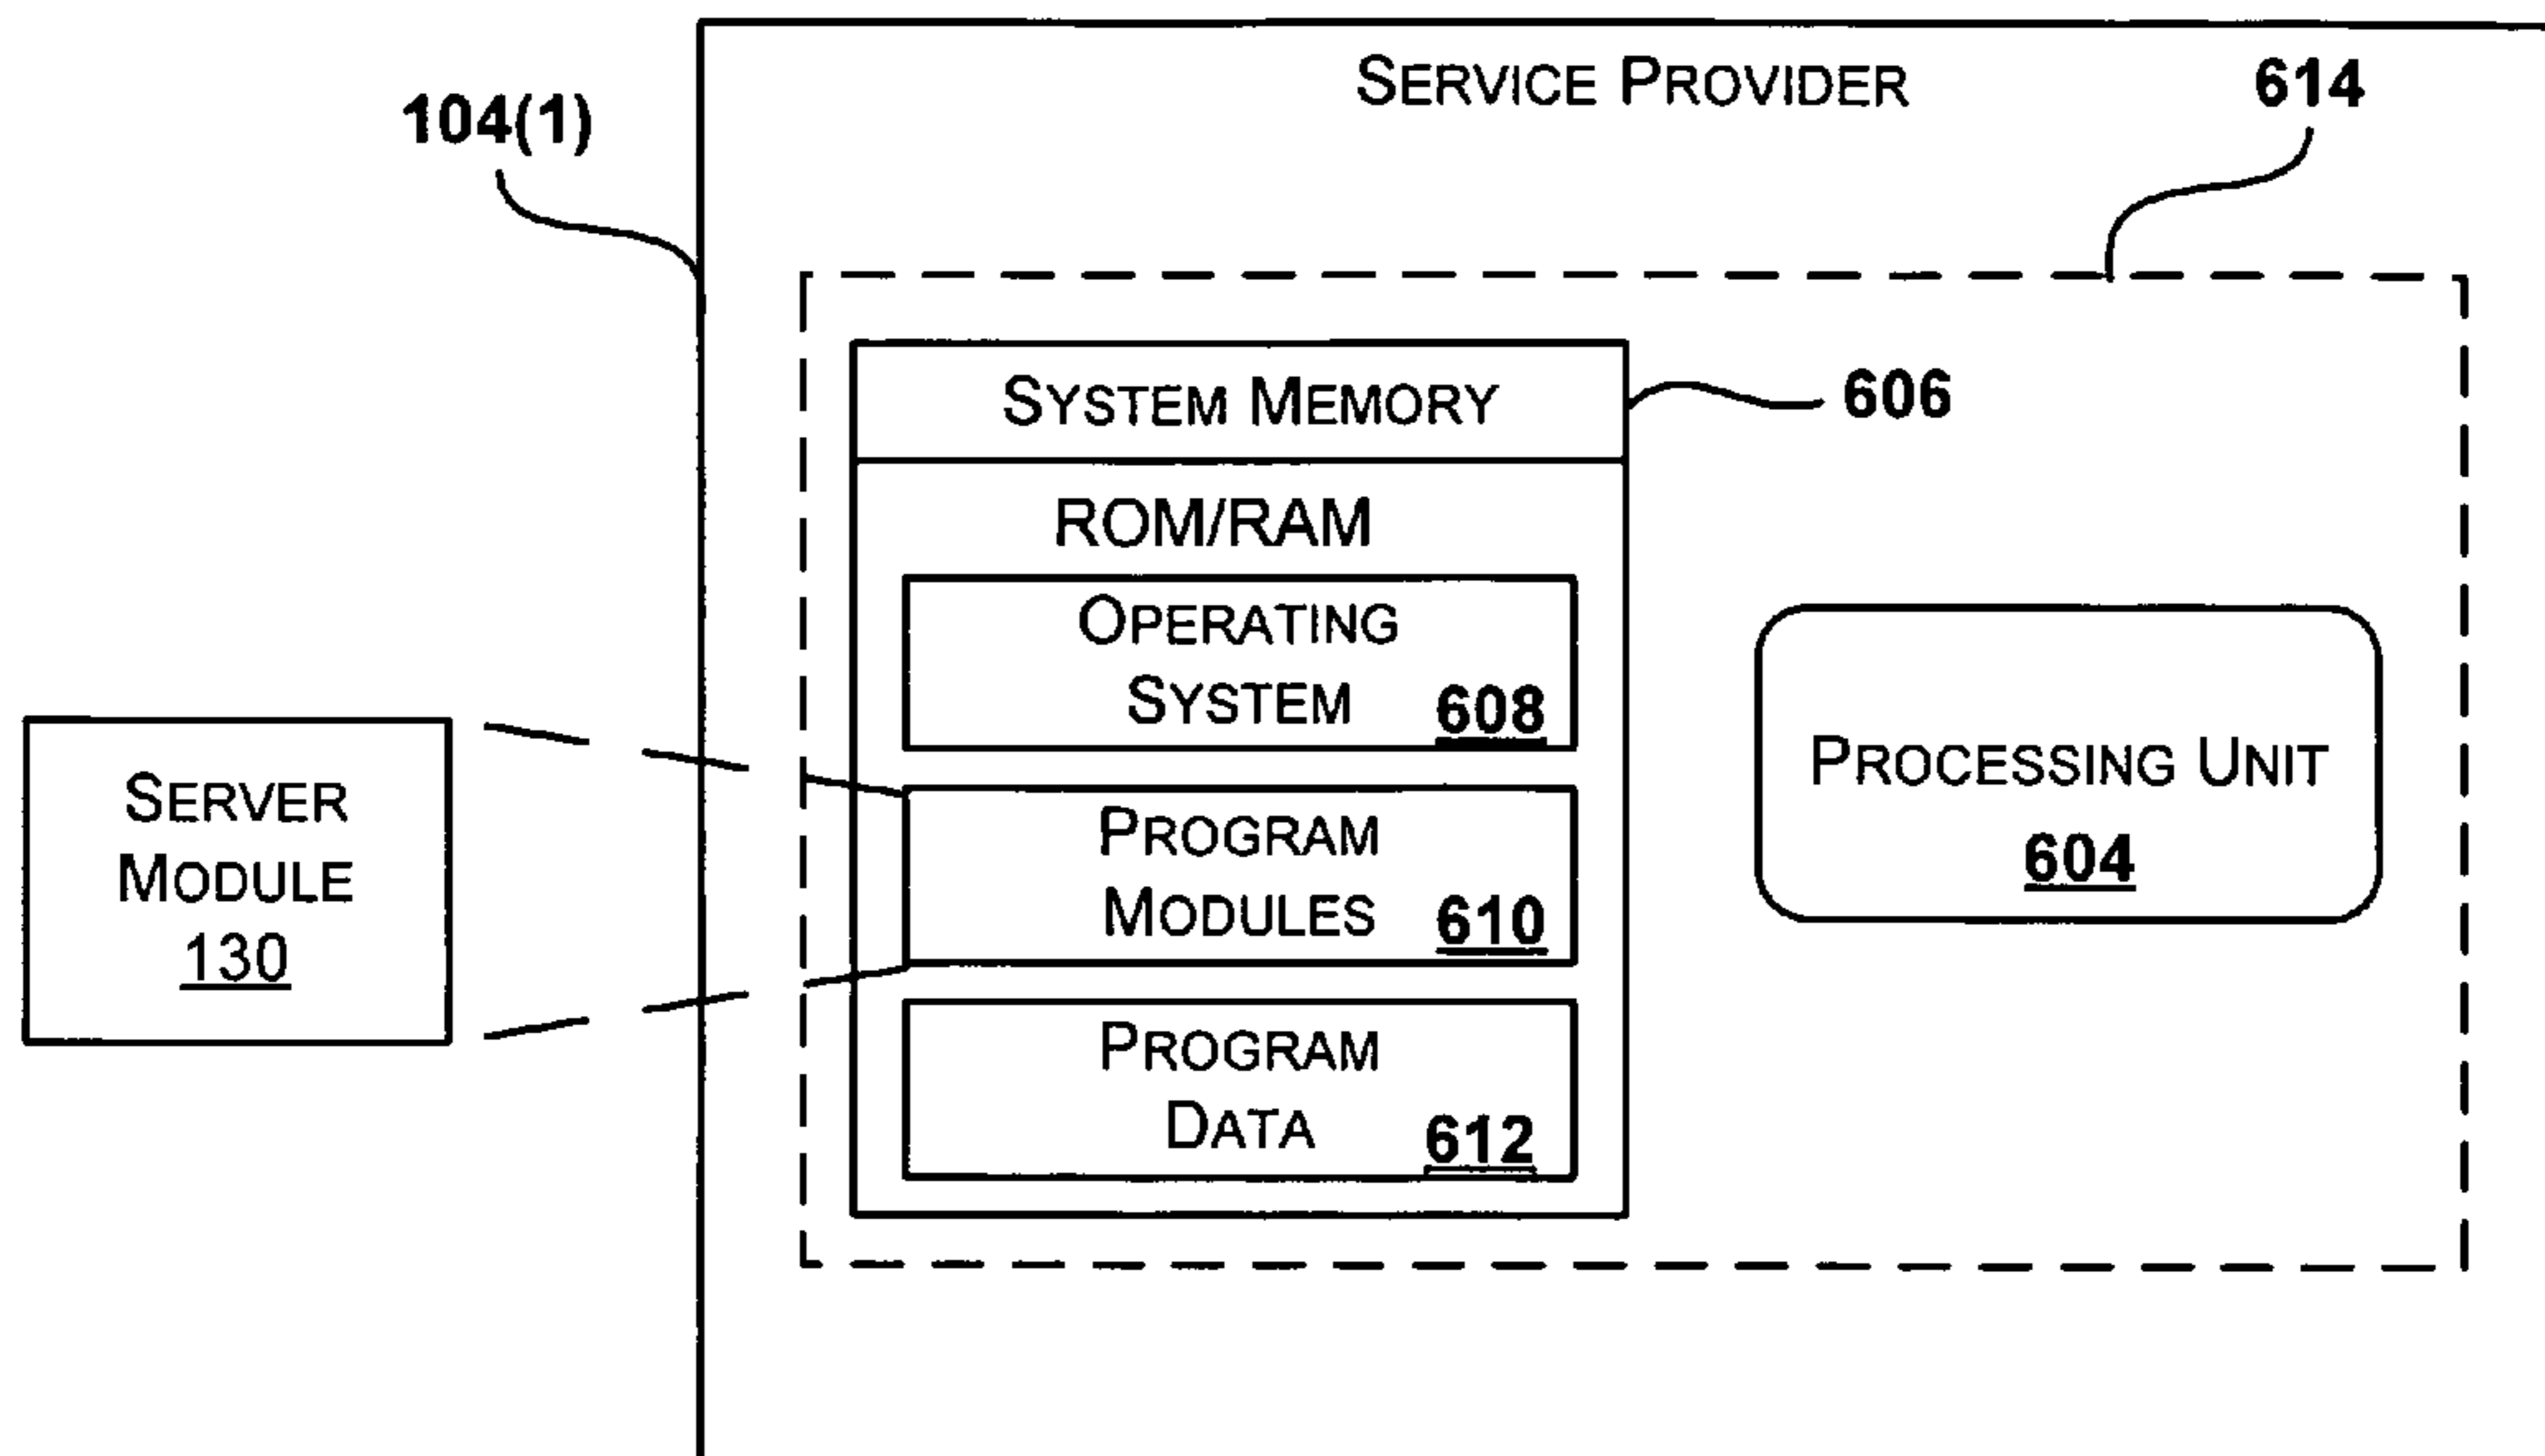 SERVICE PROVIDER
614
104(1)
SYSTEM MEMORY
606
ROM/RAM
OPERATING
SYSTEM 608
PROCESSING UNIT
604
SERVER
MODULE
130
PROGRAM
MODULES 610
PROGRAM
DATA 612